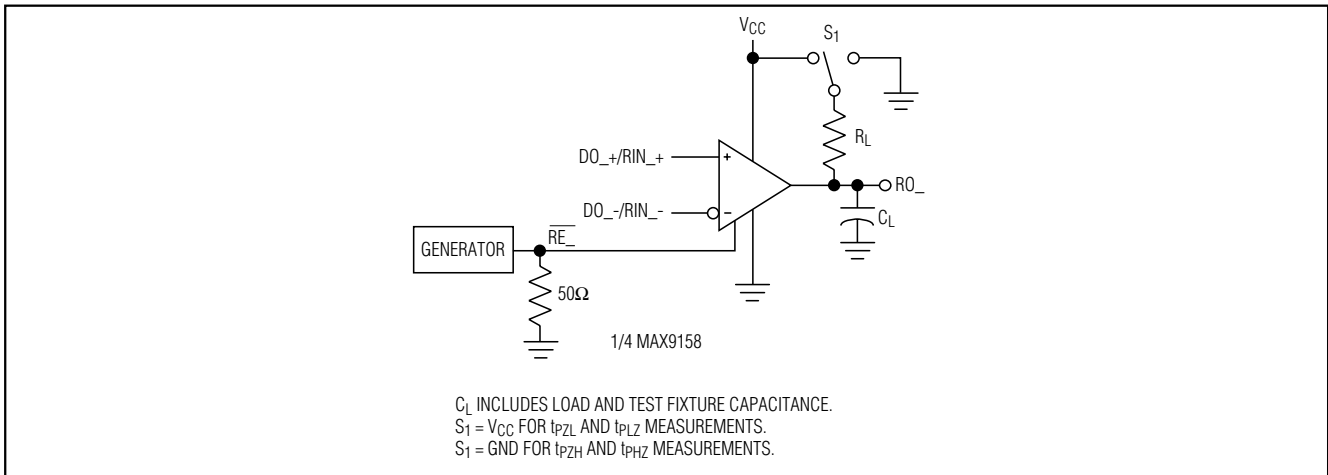 VCC
S1
RL
DO_+/RIN_+
+
RO_
DO_-/RIN_-
−
CL
RE_
GENERATOR
50Ω
1/4 MAX9158
CL INCLUDES LOAD AND TEST FIXTURE CAPACITANCE.
S1 = VCC FOR tPZL AND tPLZ MEASUREMENTS.
S1 = GND FOR tPZH AND tPHZ MEASUREMENTS.